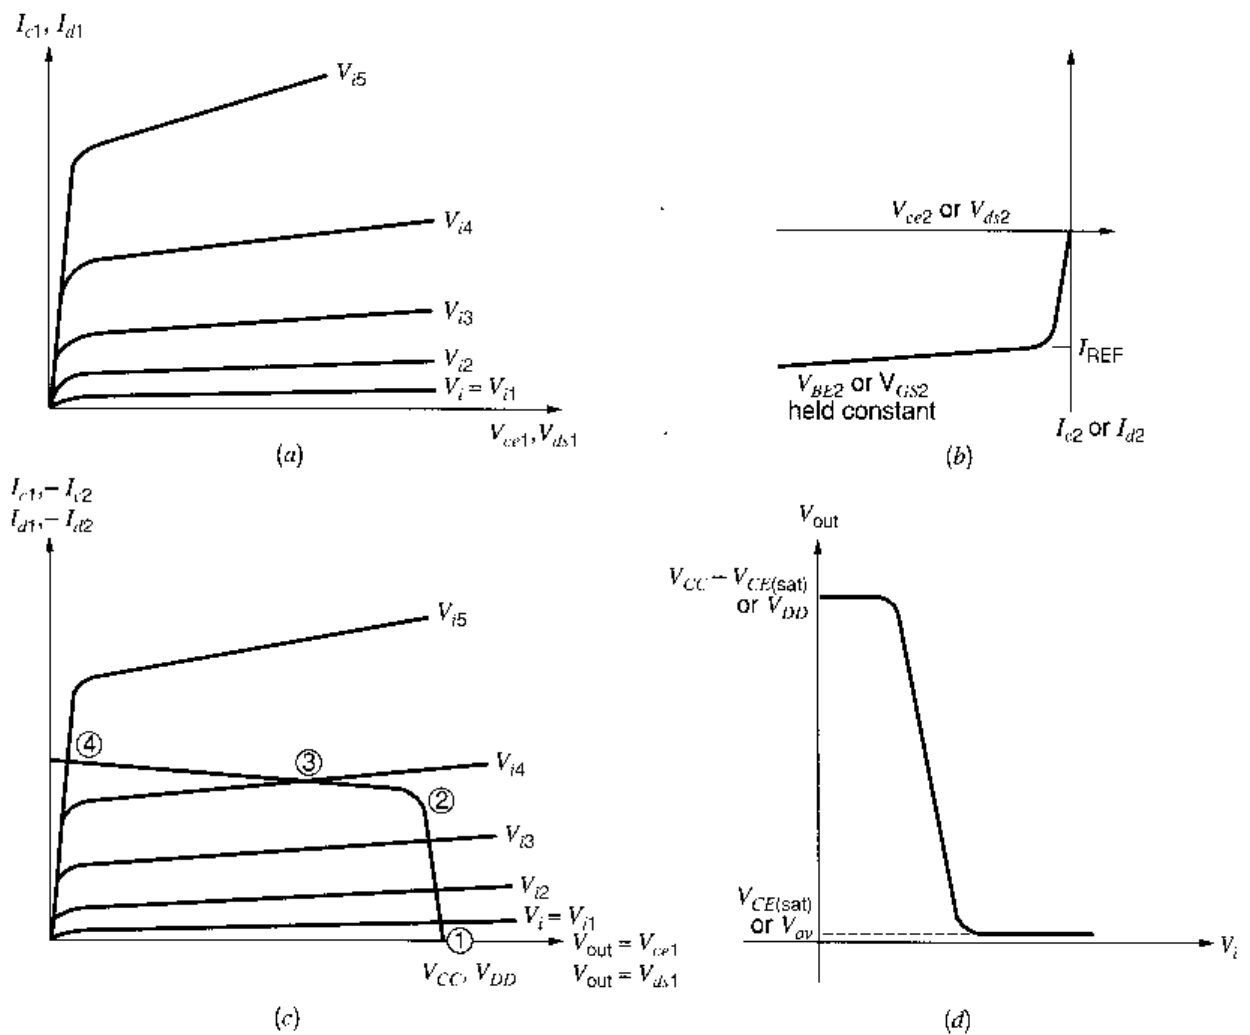 I_c1, I_d1
V_i5
V_i4
V_i3
V_i2
V_i = V_i1
V_ce1, V_ds1
(a)
V_ce2 or V_ds2
I_REF
V_BE2 or V_GS2
held constant
I_c2 or I_d2
(b)
I_c1, – I_c2
I_d1, – I_d2
V_i5
④
③
V_i4
②
V_i3
V_i2
V_i = V_i1
①
V_out = V_ce1
V_CC, V_DD
V_out = V_ds1
(c)
V_out
V_CC – V_CE(sat)
or V_DD
V_CE(sat)
or V_ov
V_i
(d)